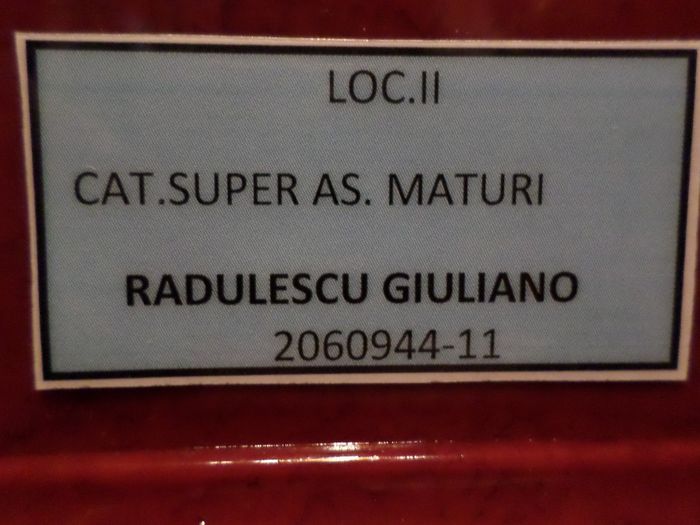 LOC.II
CAT.SUPER AS. MATURI
RADULESCU GIULIANO
2060944-11